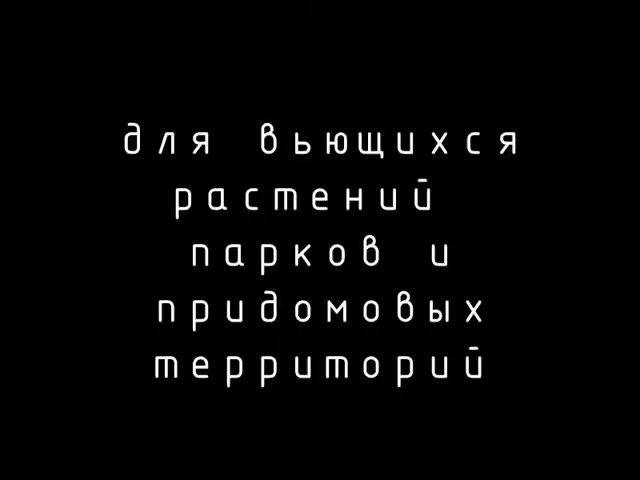 для вьющихся
растений
парков и
придомовых
территорий